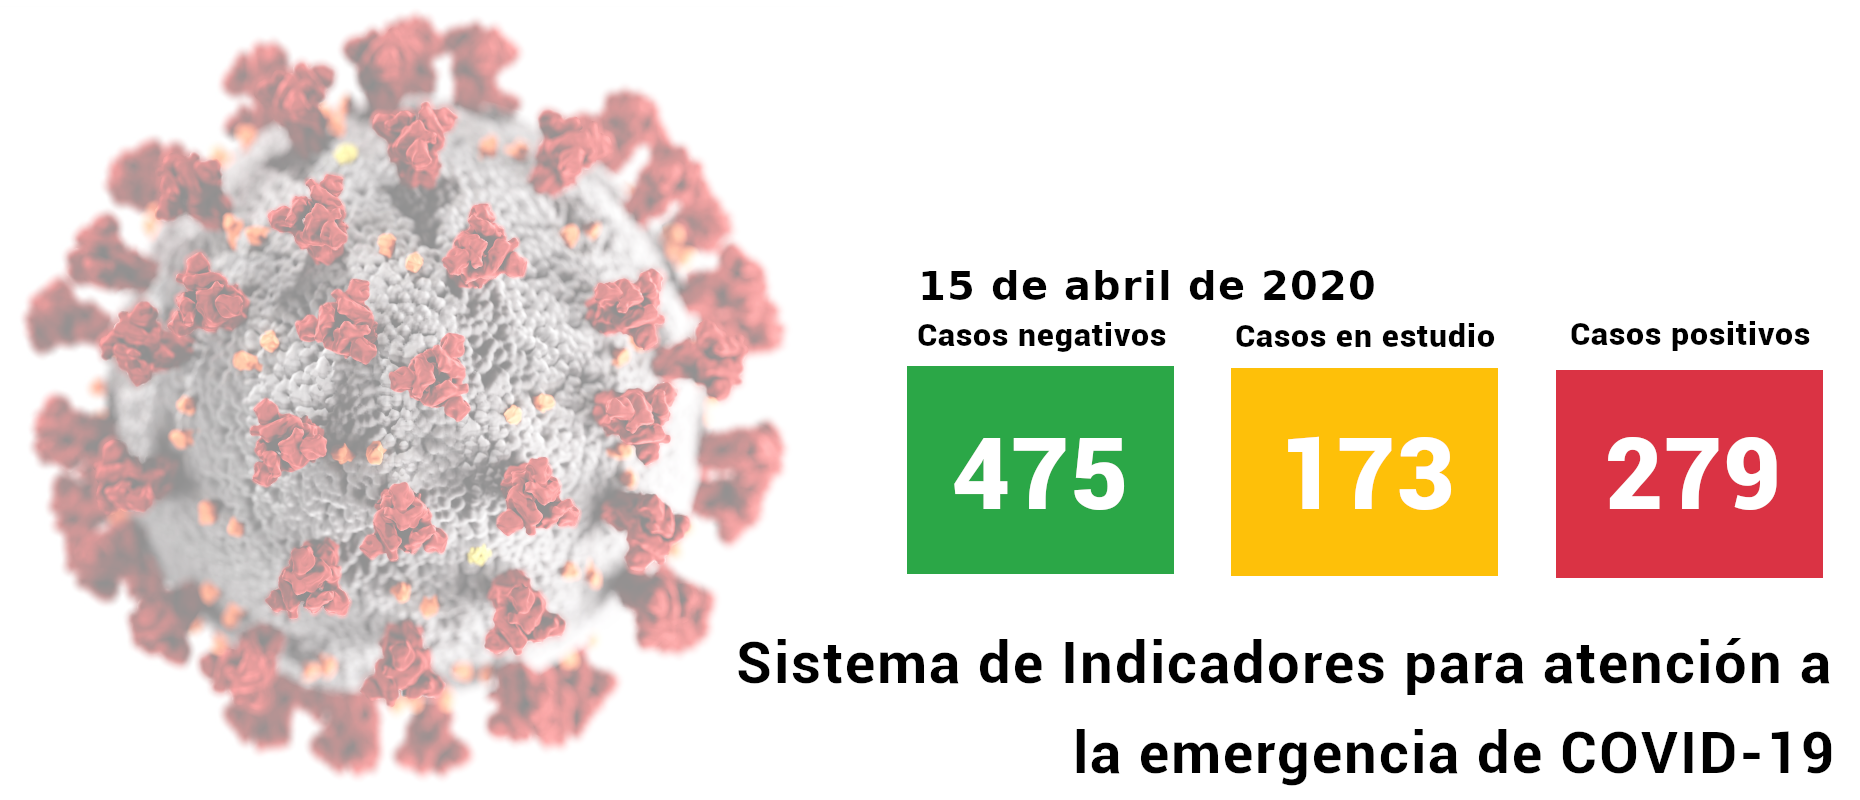 15 de abril de 2020
Casos negativos
Casos en estudio
Casos positivos
475
173
279
Sistema de Indicadores para atención a
la emergencia de COVID-19